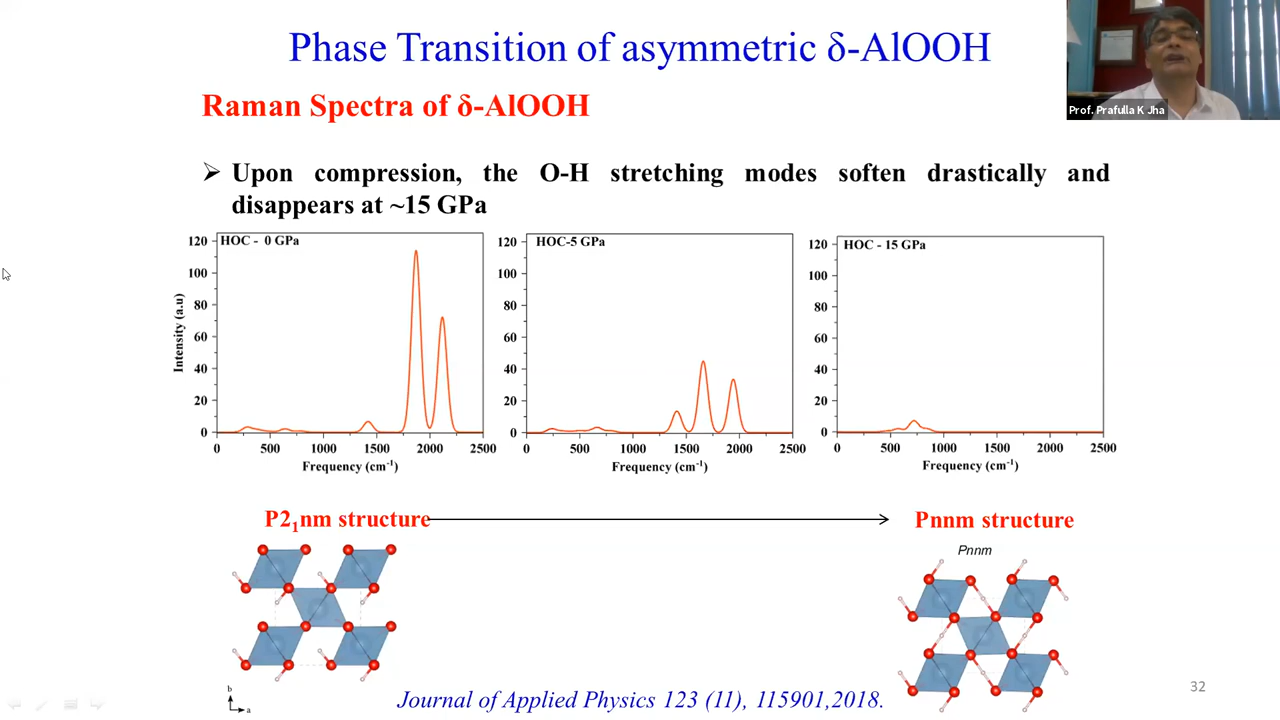 Phase Transition of asymmetric δ-AlOOH
Prof. Prafulla K Jha
Raman Spectra of δ-AlOOH
Upon compression, the O-H stretching modes soften drastically and
disappears at ~15 GPa
HOC - 0 GPa
120
100
80
60
40
20
0
Intensity (a.u)
0 500 1000 1500 2000 2500
Frequency (cm-1)
HOC-5 GPa
120
100
80
60
40
20
0
0 500 1000 1500 2000 2500
Frequency (cm-1)
HOC - 15 GPa
120
100
80
60
40
20
0
0 500 1000 1500 2000 2500
Frequency (cm-1)
P21nm structure
Pnnm structure
Pnnm
b
a
Journal of Applied Physics 123 (11), 115901,2018.
32